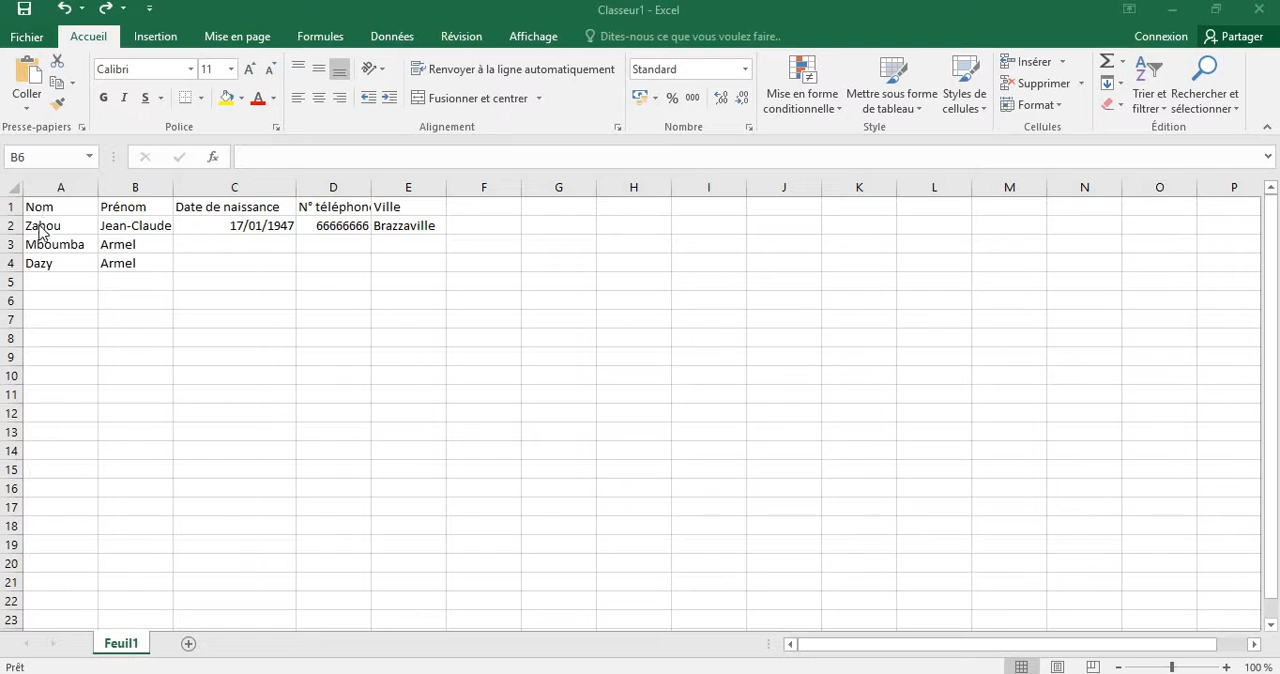 Classeur1 - Excel
Fichier Accueil Insertion Mise en page Formules Données Révision Affichage Dites-nous ce que vous voulez faire.. Connexion Partager
Coller
Presse-papiers
Calibri 11
G I S A
Police
Renvoyer à la ligne automatiquement
Fusionner et centrer
Alignement
Standard
% 000
Nombre
Mise en forme conditionnelle
Mettre sous forme de tableau
Styles de cellules
Style
Insérer
Supprimer
Format
Cellules
Trier et filtrer
Rechercher et sélectionner
Édition
B6 fx
A B C D E F G H I J K L M N O P
1 Nom Prénom Date de naissance N° téléphone Ville
2 Zahou Jean-Claude 17/01/1947 66666666 Brazzaville
3 Mboumba Armel
4 Dazy Armel
5
6
7
8
9
10
11
12
13
14
15
16
17
18
19
20
21
22
23
Feuil1
Prêt 100 %